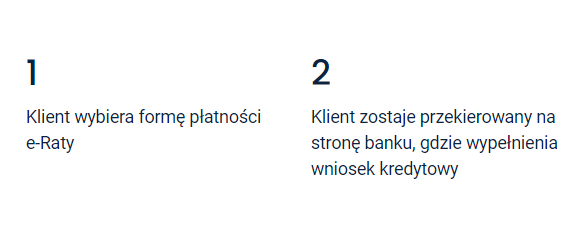 1
Klient wybiera formę płatności
e-Raty
2
Klient zostaje przekierowany na
stronę banku, gdzie wypełnienia
wniosek kredytowy